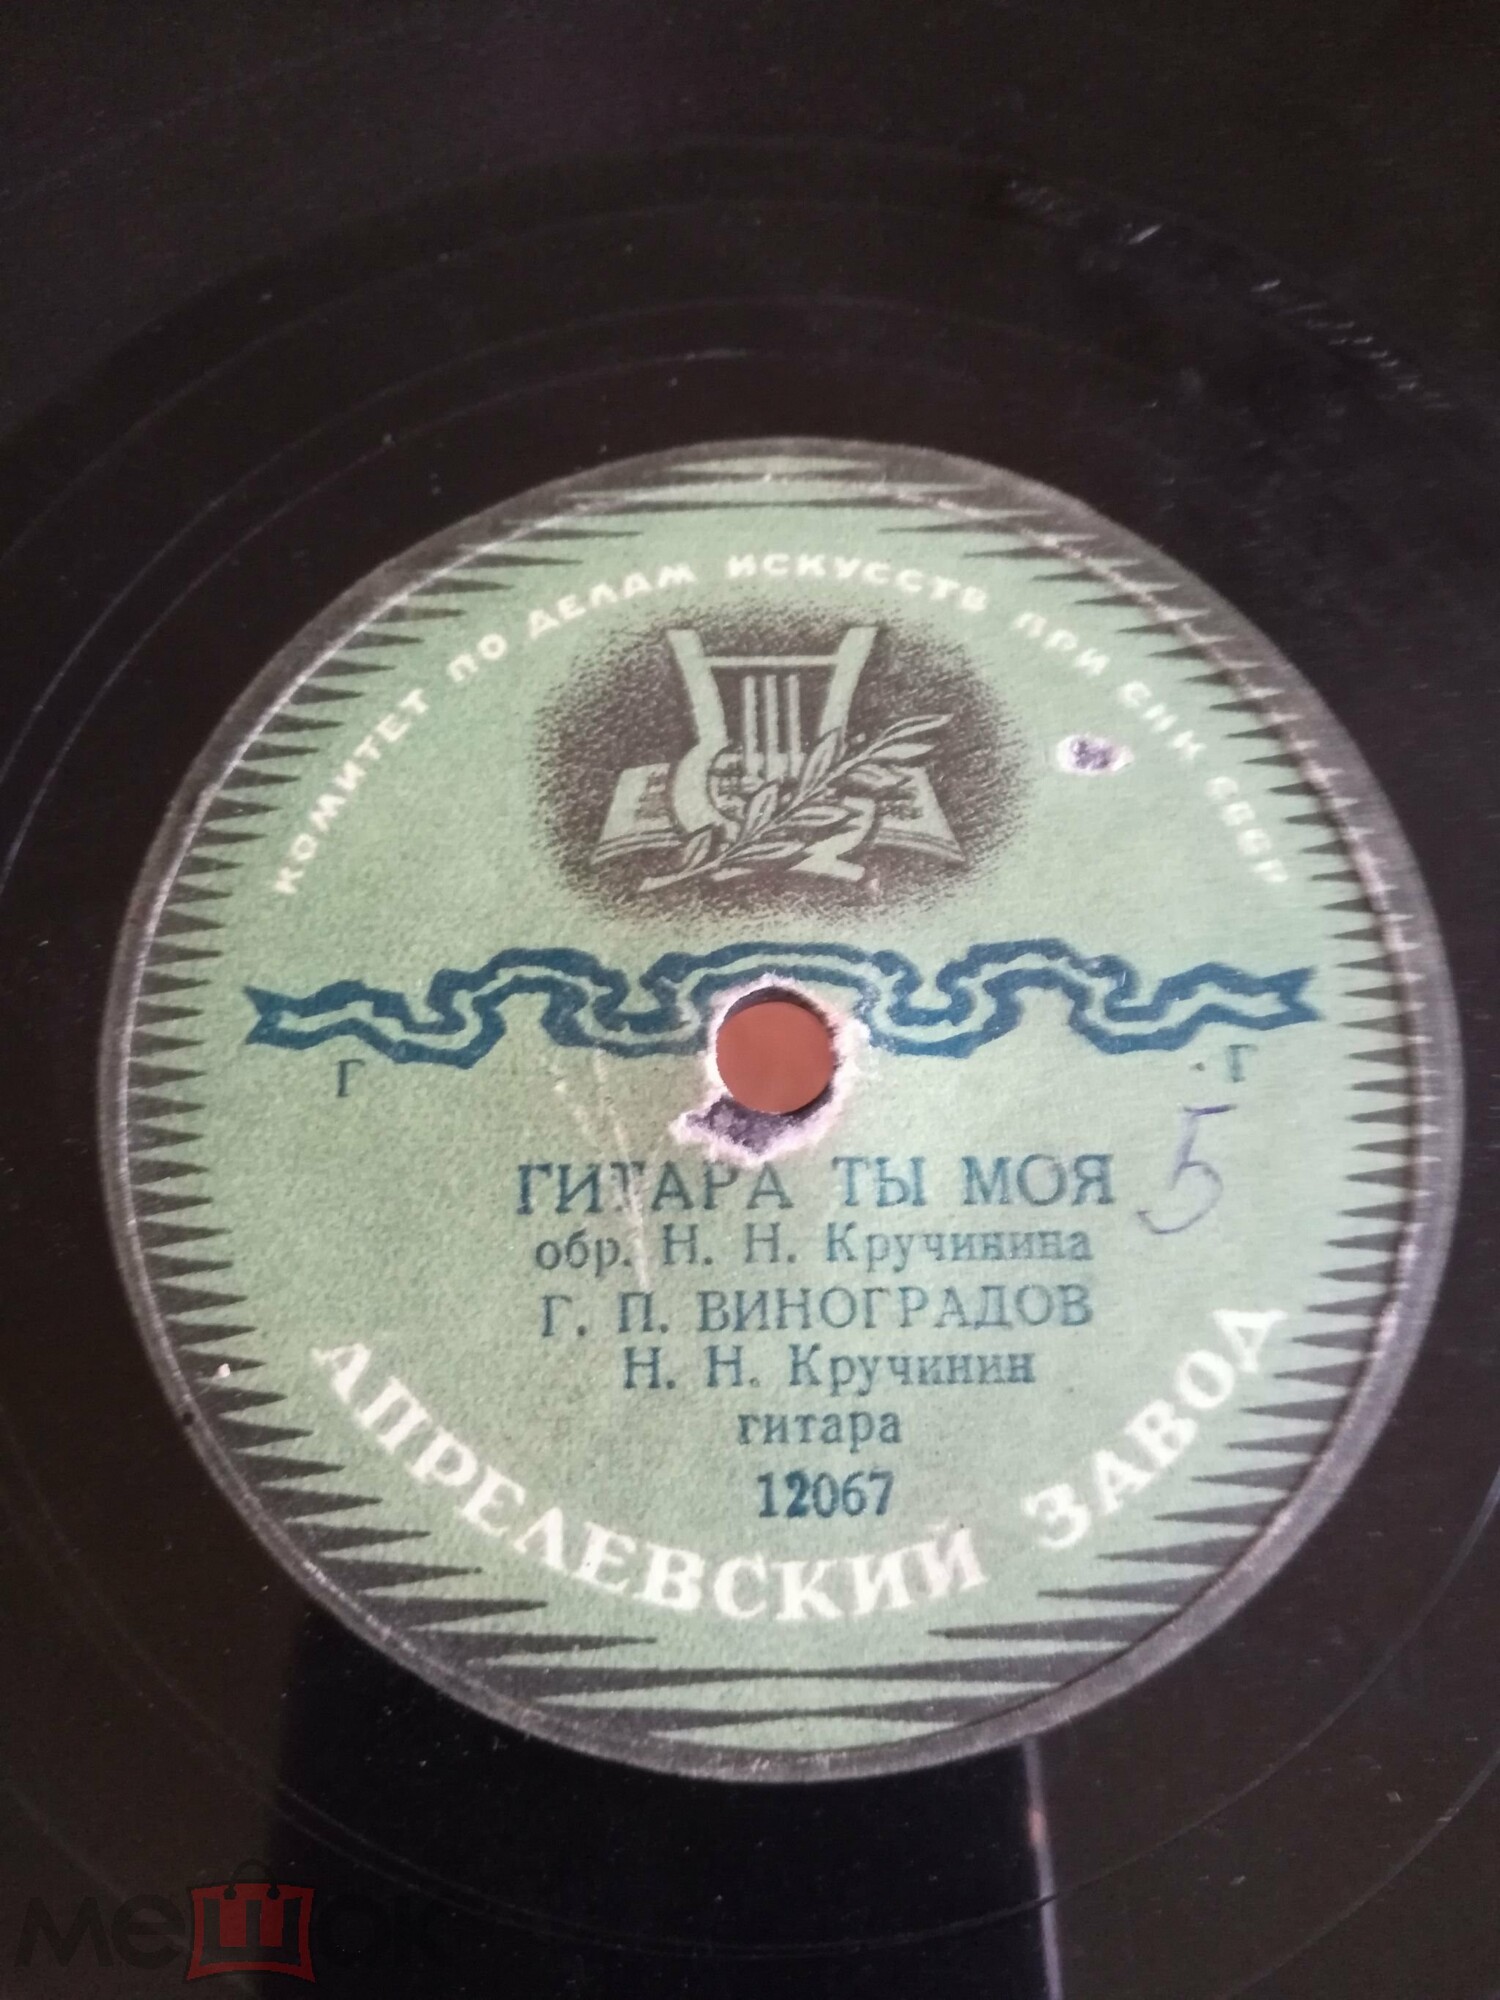 КОМИТЕТ ПО ДЕЛАМ ИСКУССТВ ПРИ СНК СССР
Г Г
5
ГИТАРА ТЫ МОЯ
обр. Н. Н. Кручинина
Г. П. ВИНОГРАДОВ
Н. Н. Кручинин
гитара
12067
АПРЕЛЕВСКИЙ ЗАВОД
мешок